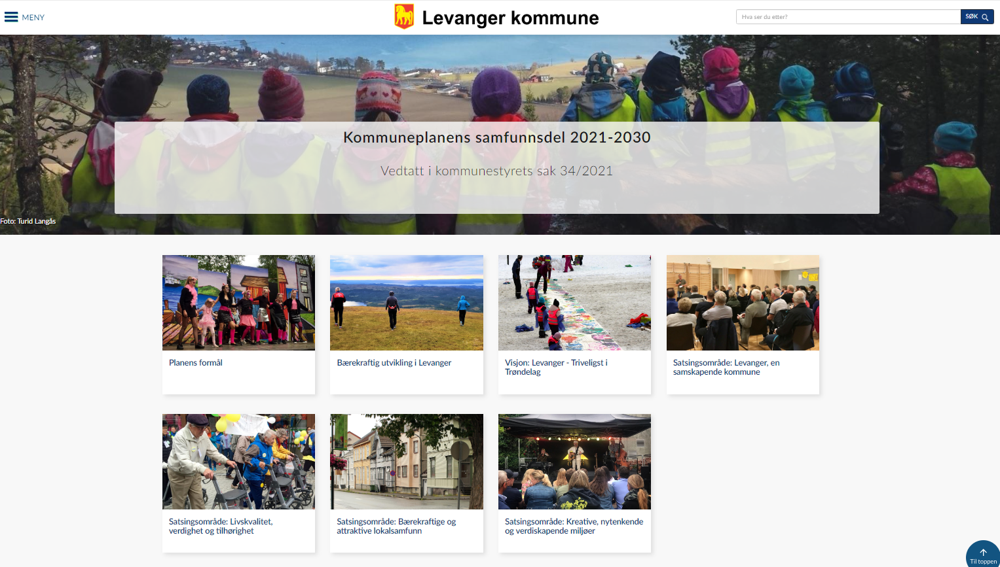 MENY
Levanger kommune
Hva ser du etter?
SØK
Kommuneplanens samfunnsdel 2021-2030
Vedtatt i kommunestyrets sak 34/2021
Foto: Turid Langås
Planens formål
Bærekraftig utvikling i Levanger
Visjon: Levanger - Triveligst i
Trøndelag
Satsingsområde: Levanger, en
samskapende kommune
Satsingsområde: Livskvalitet,
verdighet og tilhørighet
Satsingsområde: Bærekraftige og
attraktive lokalsamfunn
Satsingsområde: Kreative, nytenkende
og verdiskapende miljøer
Til toppen